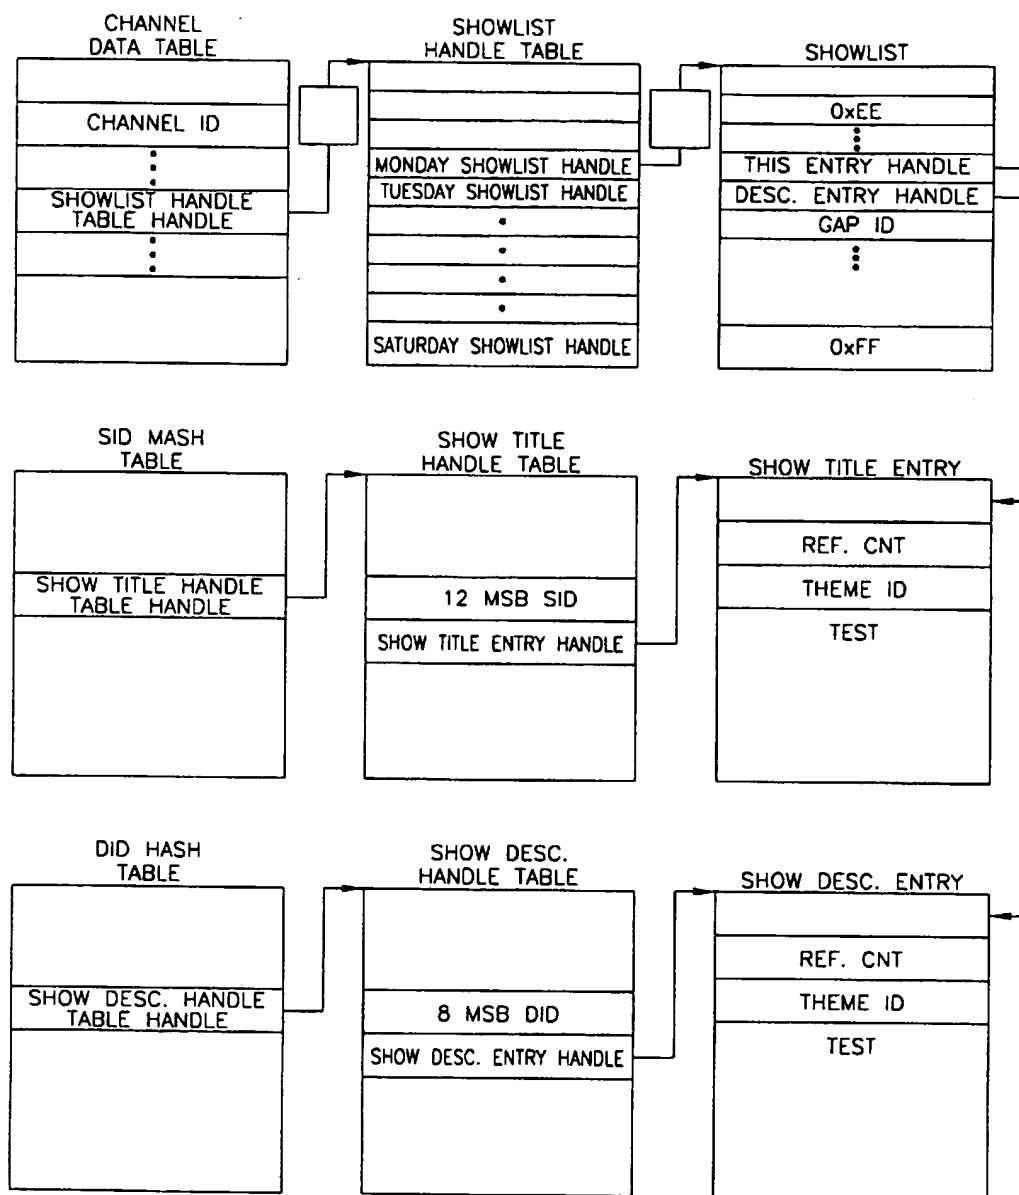 CHANNEL
DATA TABLE
CHANNEL ID
SHOWLIST HANDLE
TABLE HANDLE
SHOWLIST
HANDLE TABLE
MONDAY SHOWLIST HANDLE
TUESDAY SHOWLIST HANDLE
SATURDAY SHOWLIST HANDLE
SHOWLIST
0xEE
THIS ENTRY HANDLE
DESC. ENTRY HANDLE
GAP ID
0xFF
SID MASH
TABLE
SHOW TITLE HANDLE
TABLE HANDLE
SHOW TITLE
HANDLE TABLE
12 MSB SID
SHOW TITLE ENTRY HANDLE
SHOW TITLE ENTRY
REF. CNT
THEME ID
TEST
DID HASH
TABLE
SHOW DESC. HANDLE
TABLE HANDLE
SHOW DESC.
HANDLE TABLE
8 MSB DID
SHOW DESC. ENTRY HANDLE
SHOW DESC. ENTRY
REF. CNT
THEME ID
TEST